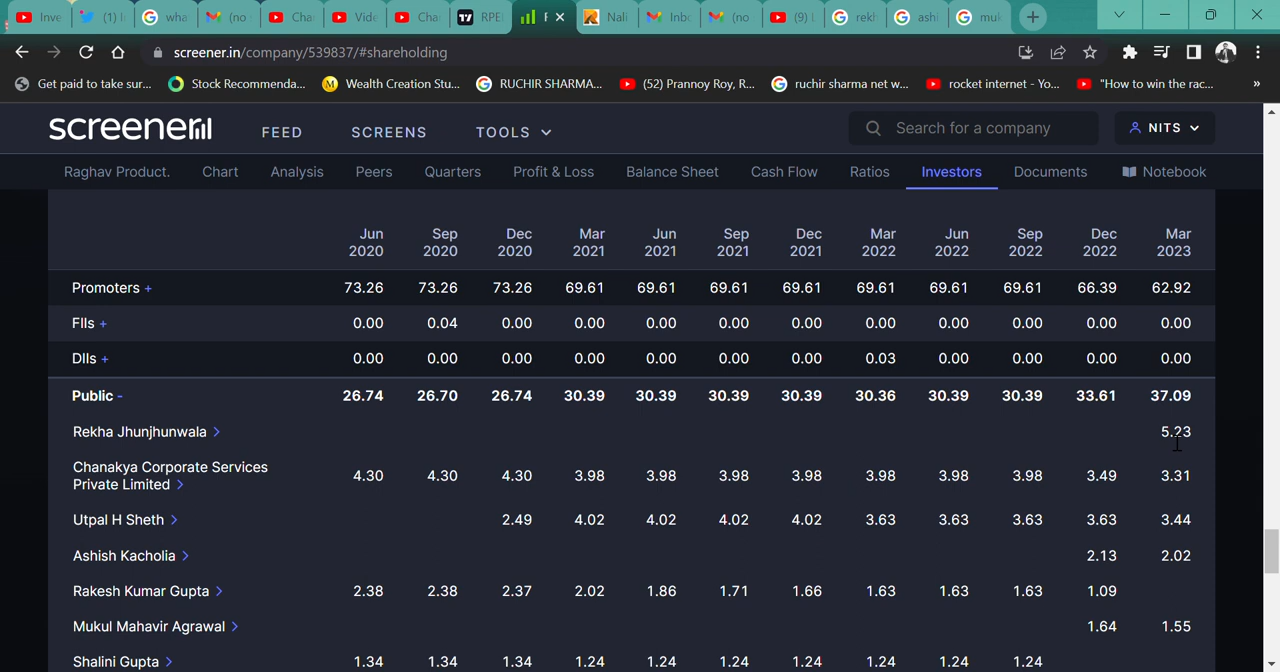 Inve
(1) I
wha
(no
Cha
Vide
Cha
RPE
F
Nali
Inbo
(no
(9) L
rekh
ashi
muk
screener.in/company/539837/#shareholding
Get paid to take sur...
Stock Recommenda...
Wealth Creation Stu...
RUCHIR SHARMA...
(52) Prannoy Roy, R...
ruchir sharma net w...
rocket internet - Yo...
"How to win the rac...
screener
FEED
SCREENS
TOOLS
Search for a company
NITS
Raghav Product.
Chart
Analysis
Peers
Quarters
Profit & Loss
Balance Sheet
Cash Flow
Ratios
Investors
Documents
Notebook
Jun 2020
Sep 2020
Dec 2020
Mar 2021
Jun 2021
Sep 2021
Dec 2021
Mar 2022
Jun 2022
Sep 2022
Dec 2022
Mar 2023
Promoters + 73.26 73.26 73.26 69.61 69.61 69.61 69.61 69.61 69.61 69.61 66.39 62.92
FIIs + 0.00 0.04 0.00 0.00 0.00 0.00 0.00 0.00 0.00 0.00 0.00 0.00
DIIs + 0.00 0.00 0.00 0.00 0.00 0.00 0.00 0.03 0.00 0.00 0.00 0.00
Public - 26.74 26.70 26.74 30.39 30.39 30.39 30.39 30.36 30.39 30.39 33.61 37.09
Rekha Jhunjhunwala > 5.23
Chanakya Corporate Services
Private Limited > 4.30 4.30 4.30 3.98 3.98 3.98 3.98 3.98 3.98 3.98 3.49 3.31
Utpal H Sheth > 2.49 4.02 4.02 4.02 4.02 3.63 3.63 3.63 3.63 3.44
Ashish Kacholia > 2.13 2.02
Rakesh Kumar Gupta > 2.38 2.38 2.37 2.02 1.86 1.71 1.66 1.63 1.63 1.63 1.09
Mukul Mahavir Agrawal > 1.64 1.55
Shalini Gupta > 1.34 1.34 1.34 1.24 1.24 1.24 1.24 1.24 1.24 1.24